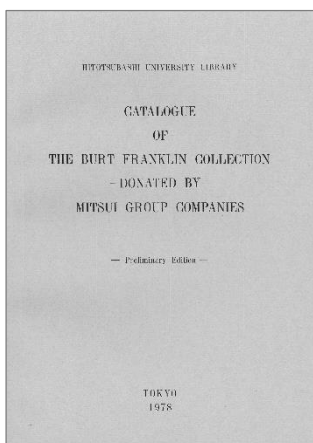 HITOTSUBASHI UNIVERSITY LIBRARY
CATALOGUE
OF
THE BURT FRANKLIN COLLECTION
- DONATED BY
MITSUI GROUP COMPANIES
— Preliminary Edition —
TOKYO
1978